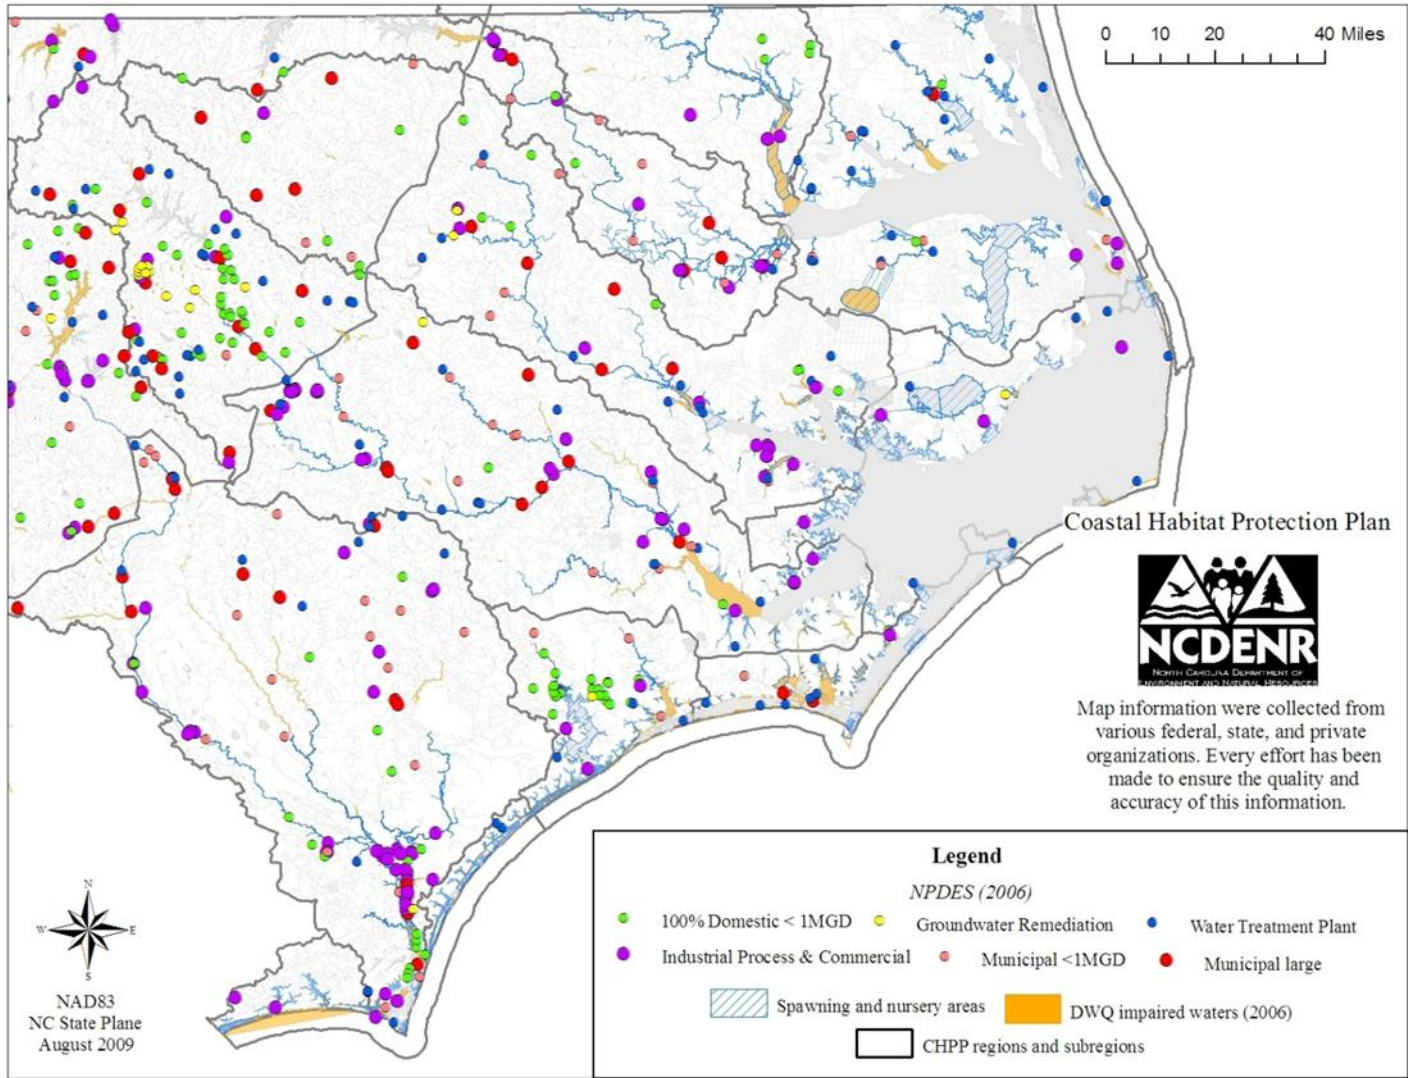 0 10 20 40 Miles
Coastal Habitat Protection Plan
NCDENR
NORTH CAROLINA DEPARTMENT OF
ENVIRONMENT AND NATURAL RESOURCES
Map information were collected from
various federal, state, and private
organizations. Every effort has been
made to ensure the quality and
accuracy of this information.
N
W E
S
NAD83
NC State Plane
August 2009
Legend
NPDES (2006)
100% Domestic < 1MGD Groundwater Remediation Water Treatment Plant
Industrial Process & Commercial Municipal <1MGD Municipal large
Spawning and nursery areas DWQ impaired waters (2006)
CHPP regions and subregions